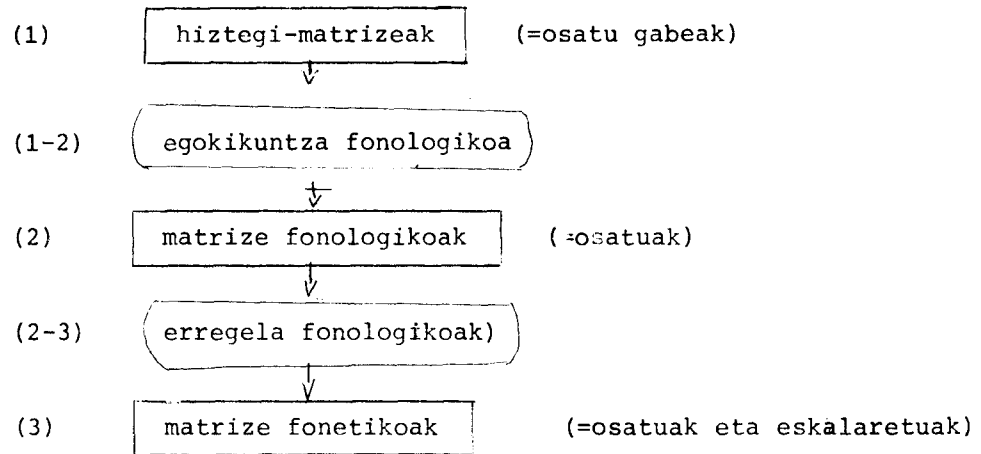 (1) hiztegi-matrizeak (=osatu gabeak)
(1-2) egokikuntza fonologikoa
(2) matrize fonologikoak (=osatuak)
(2-3) erregela fonologikoak)
(3) matrize fonetikoak (=osatuak eta eskalaretuak)